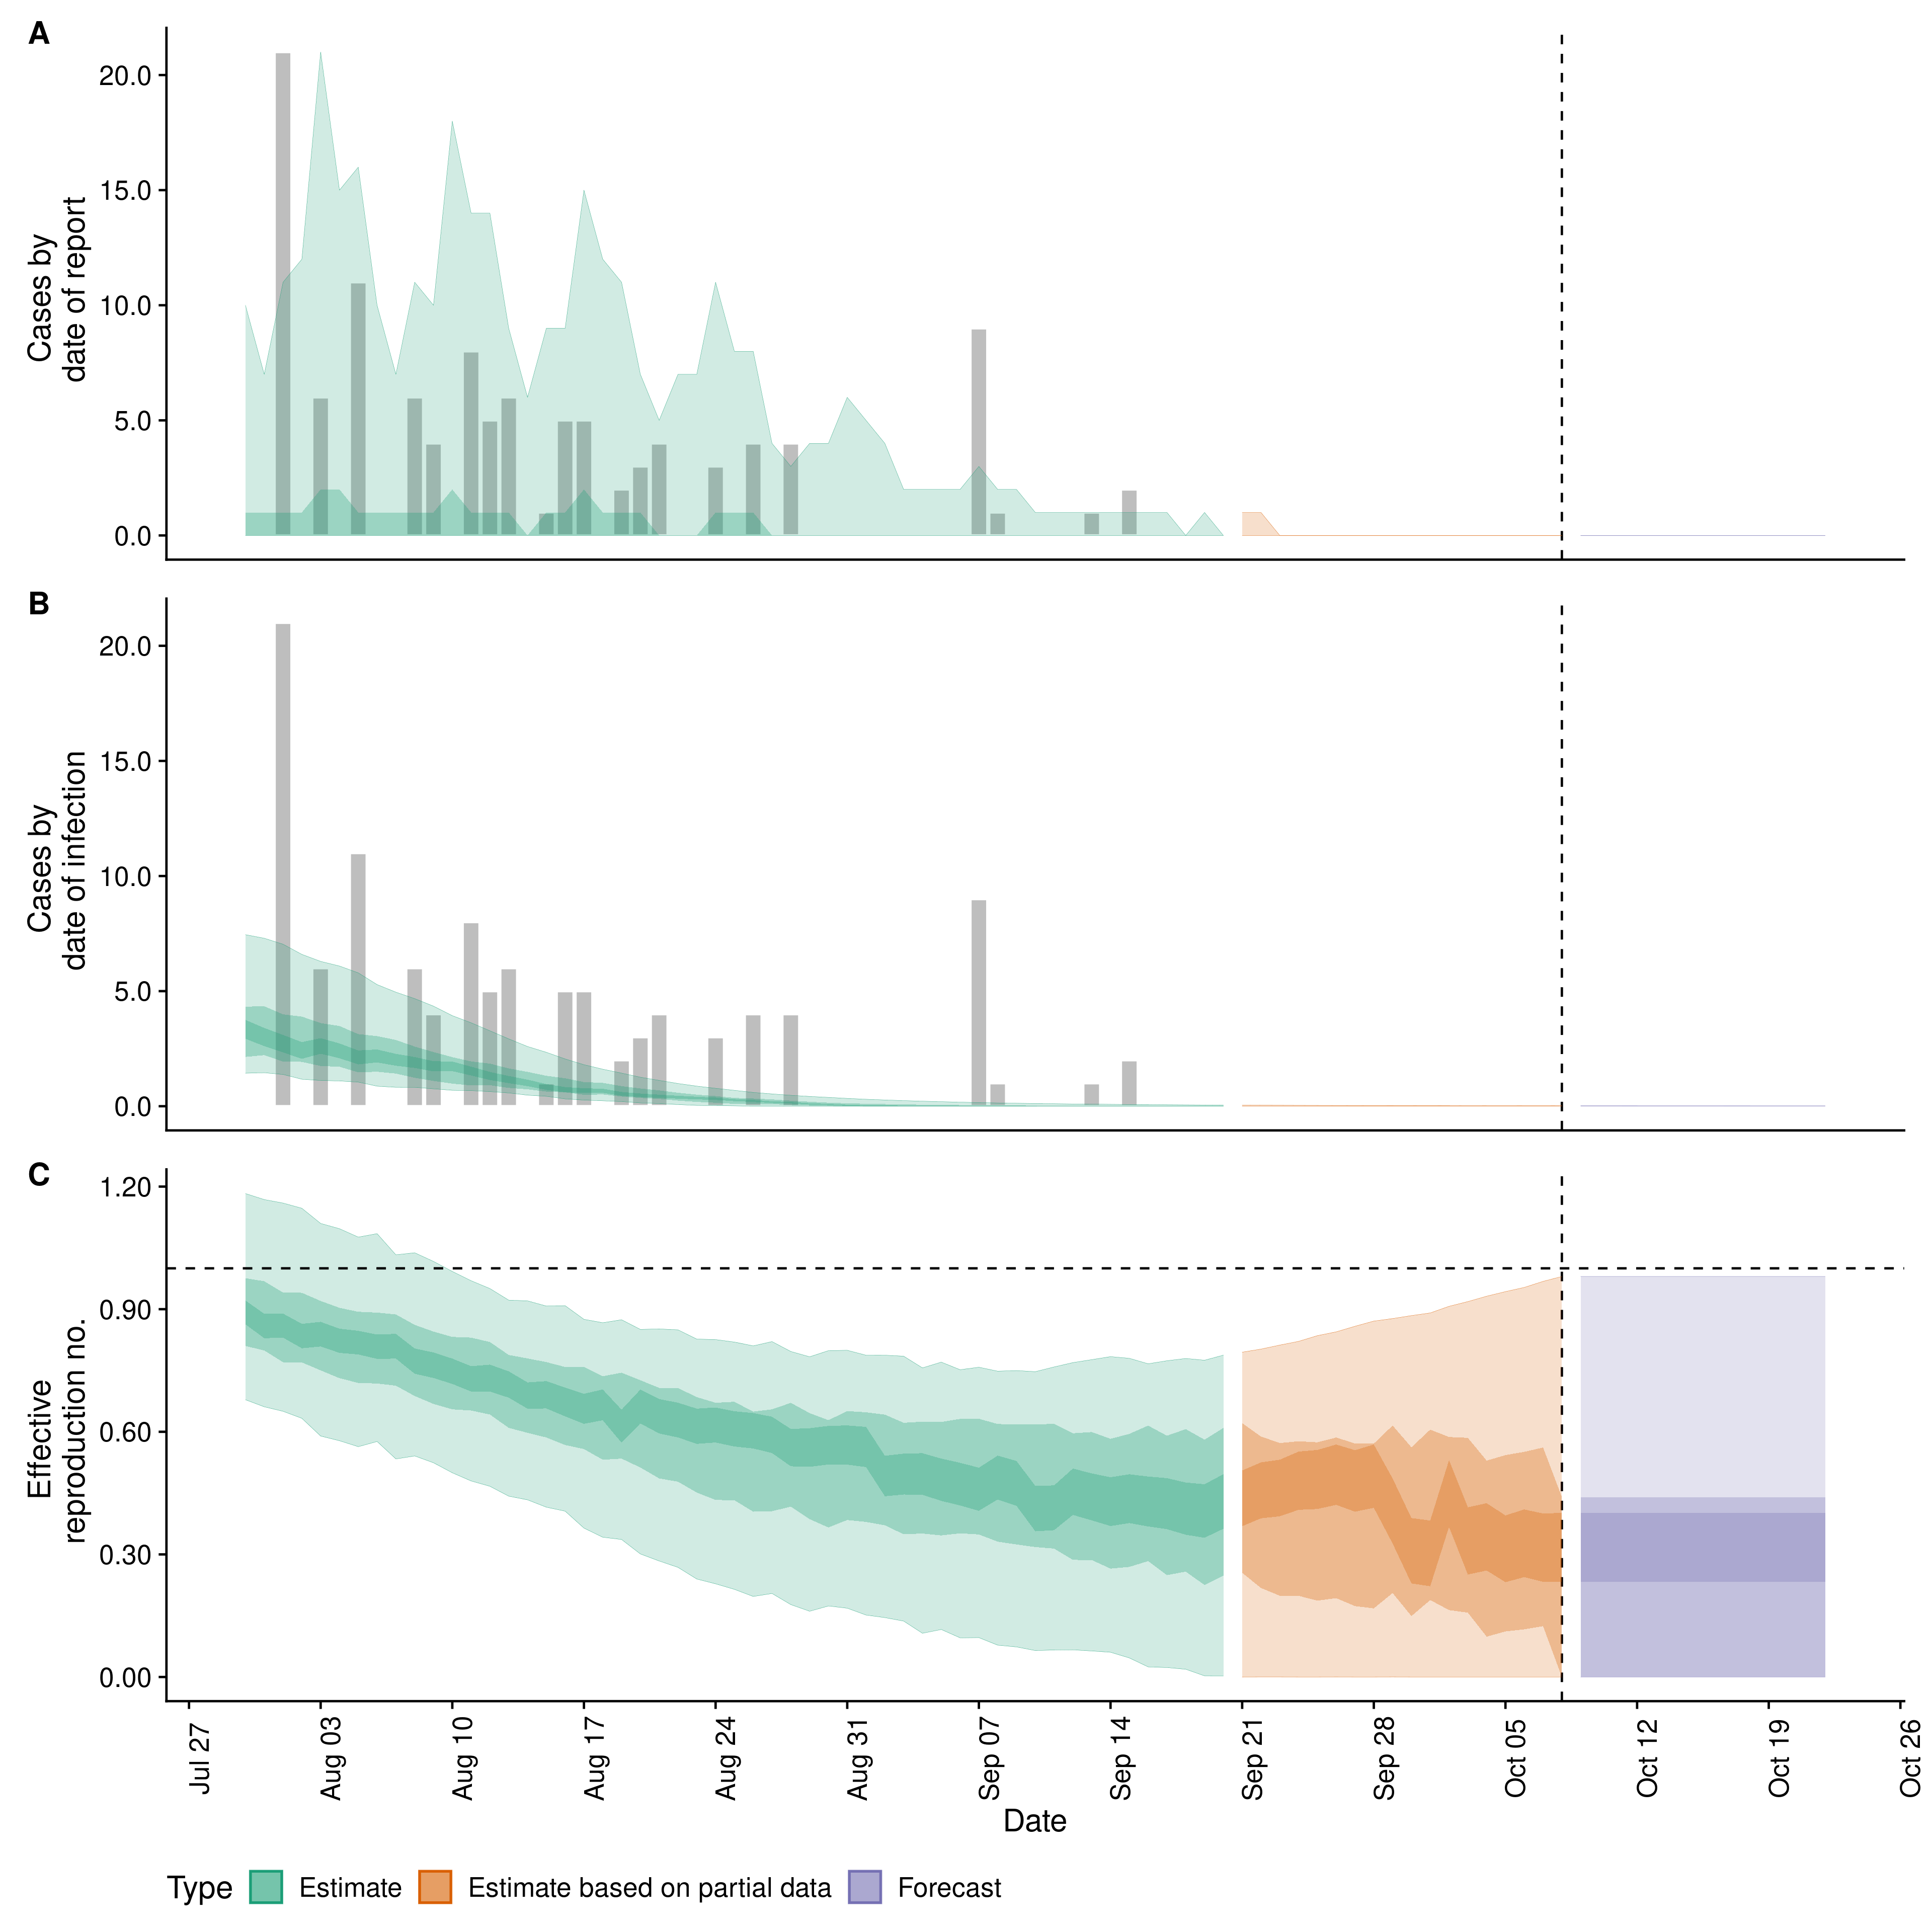 A
20.0
15.0
10.0
5.0
0.0
Cases by
date of report
B
20.0
15.0
10.0
5.0
0.0
Cases by
date of infection
C
1.20
0.90
0.60
0.30
0.00
Effective
reproduction no.
Jul 27
Aug 03
Aug 10
Aug 17
Aug 24
Aug 31
Sep 07
Sep 14
Sep 21
Sep 28
Oct 05
Oct 12
Oct 19
Oct 26
Date
Type Estimate Estimate based on partial data Forecast